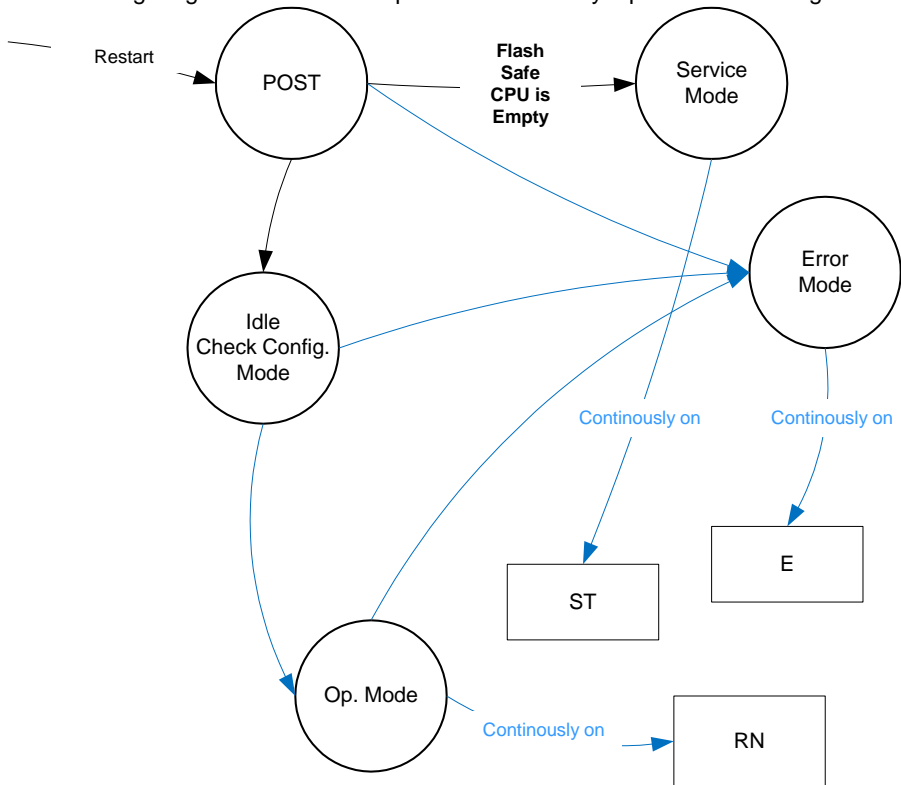 Restart
POST
Flash
Safe
CPU is
Empty
Service
Mode
Error
Mode
Idle
Check Config.
Mode
Continously on
Continously on
E
ST
Op. Mode
Continously on
RN